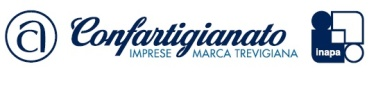 Confartigianato
IMPRESE MARCA TREVIGIANA
inapa